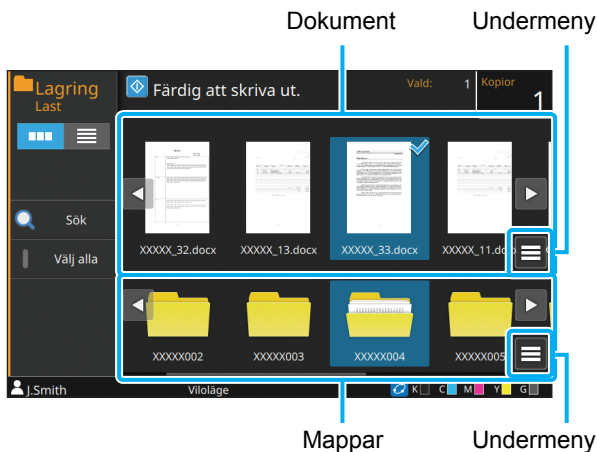 Dokument Undermeny
Lagring
Last
Färdig att skriva ut.
Vald: 1
Kopior
1
Sök
Välj alla
XXXXX_32.docx XXXXX_13.docx XXXXX_33.docx XXXXX_11.docx
XXXXX002 XXXXX003 XXXXX004 XXXXX005
J.Smith Viloläge K C M Y G
Mappar Undermeny